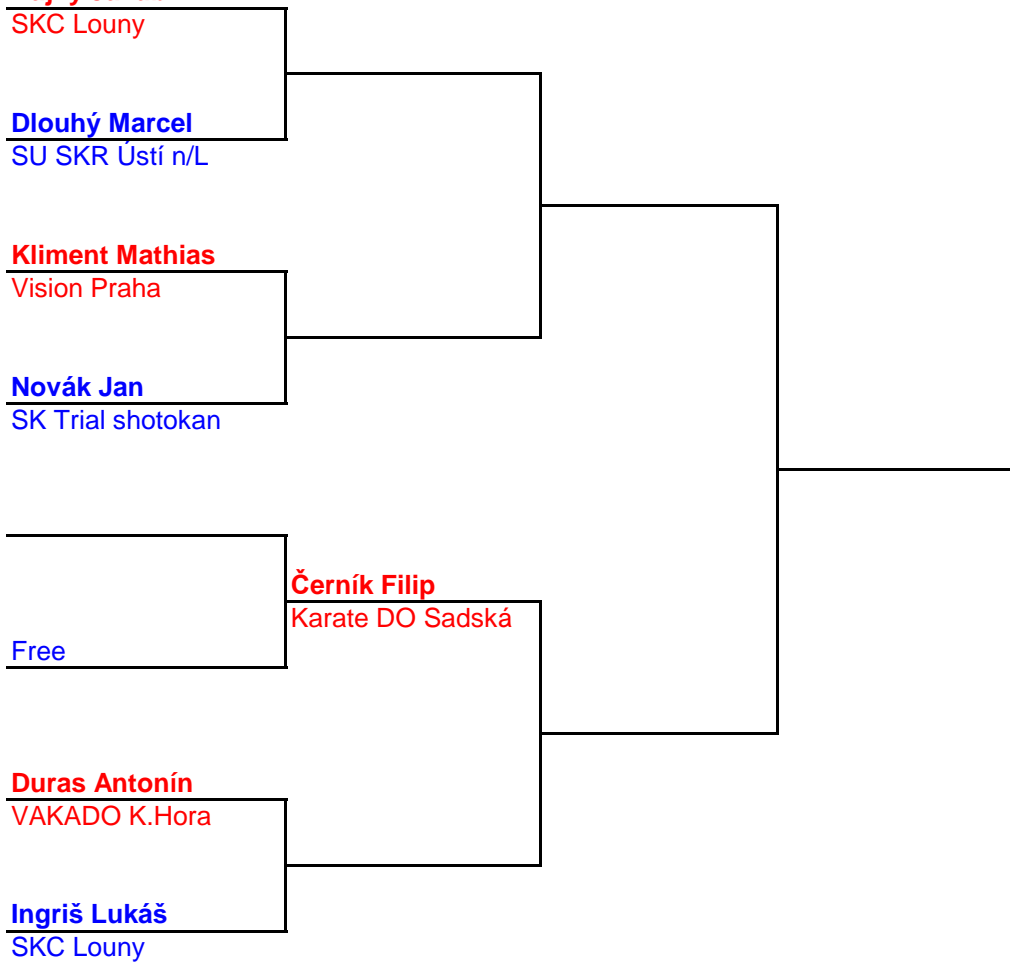 SKC Louny
Dlouhý Marcel
SU SKR Ústí n/L
Kliment Mathias
Vision Praha
Novák Jan
SK Trial shotokan
Černík Filip
Karate DO Sadská
Free
Duras Antonín
VAKADO K.Hora
Ingriš Lukáš
SKC Louny